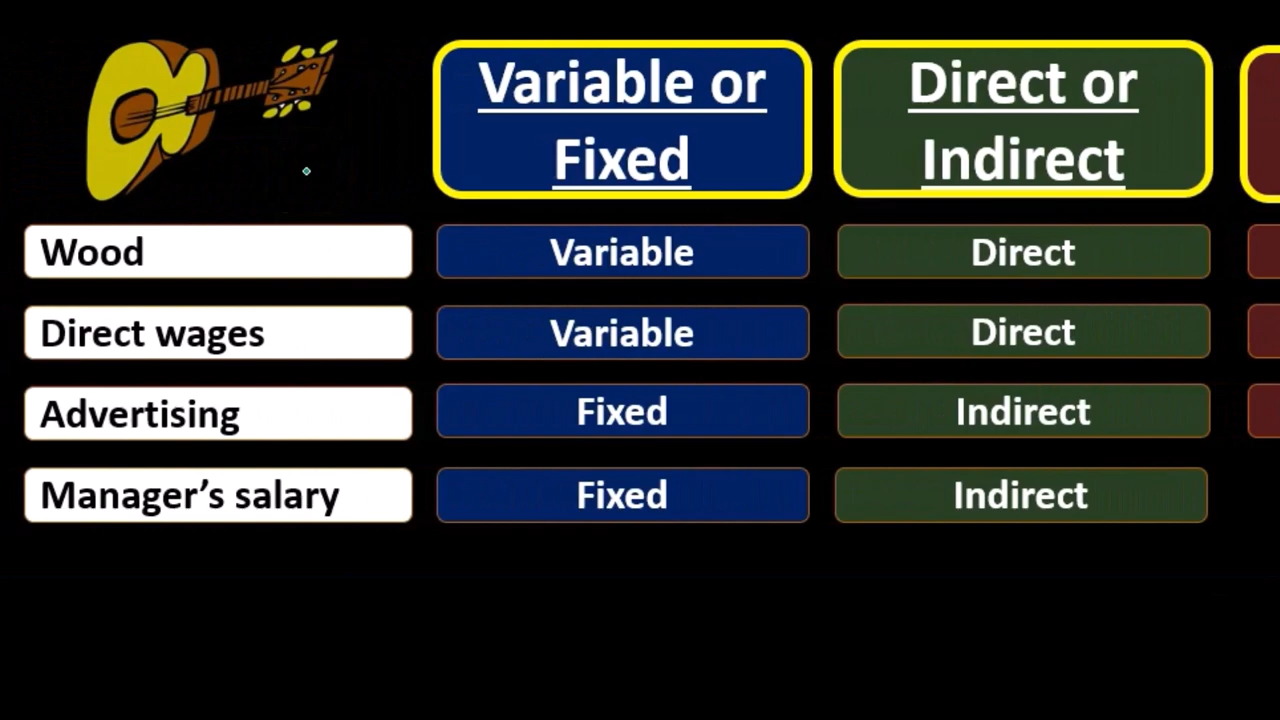 Variable or
Fixed
Direct or
Indirect
Wood
Variable
Direct
Direct wages
Variable
Direct
Advertising
Fixed
Indirect
Manager’s salary
Fixed
Indirect